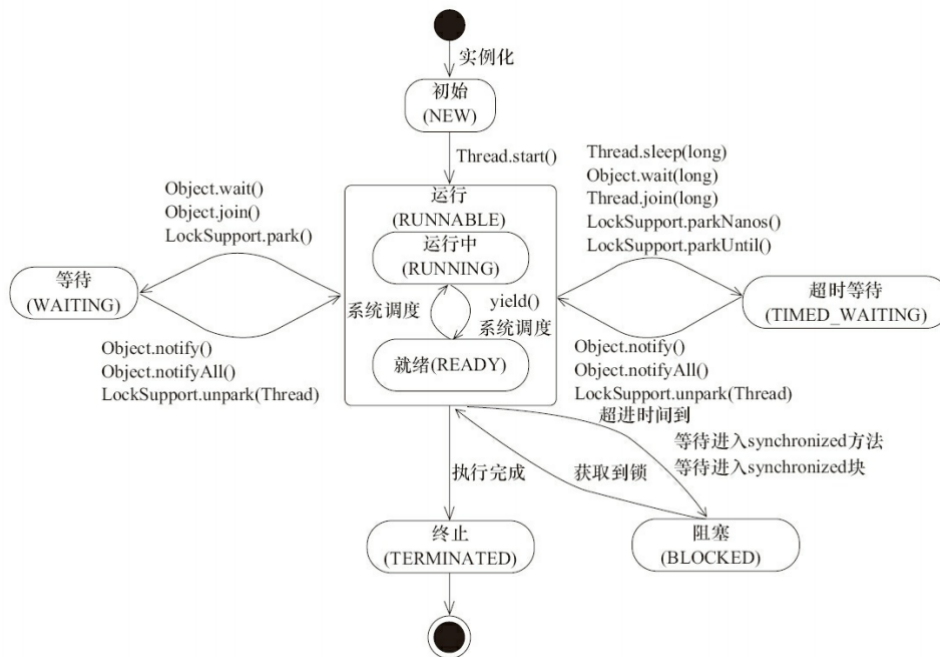 实例化
初始
(NEW)
Thread.start()
Object.wait()
Object.join()
LockSupport.park()
Thread.sleep(long)
Object.wait(long)
Thread.join(long)
LockSupport.parkNanos()
LockSupport.parkUntil()
运行
(RUNNABLE)
运行中
(RUNNING)
系统调度
yield()
系统调度
就绪(READY)
等待
(WAITING)
超时等待
(TIMED_WAITING)
Object.notify()
Object.notifyAll()
LockSupport.unpark(Thread)
Object.notify()
Object.notifyAll()
LockSupport.unpark(Thread)
超进时间到
等待进入synchronized方法
等待进入synchronized块
执行完成
获取到锁
终止
(TERMINATED)
阻塞
(BLOCKED)